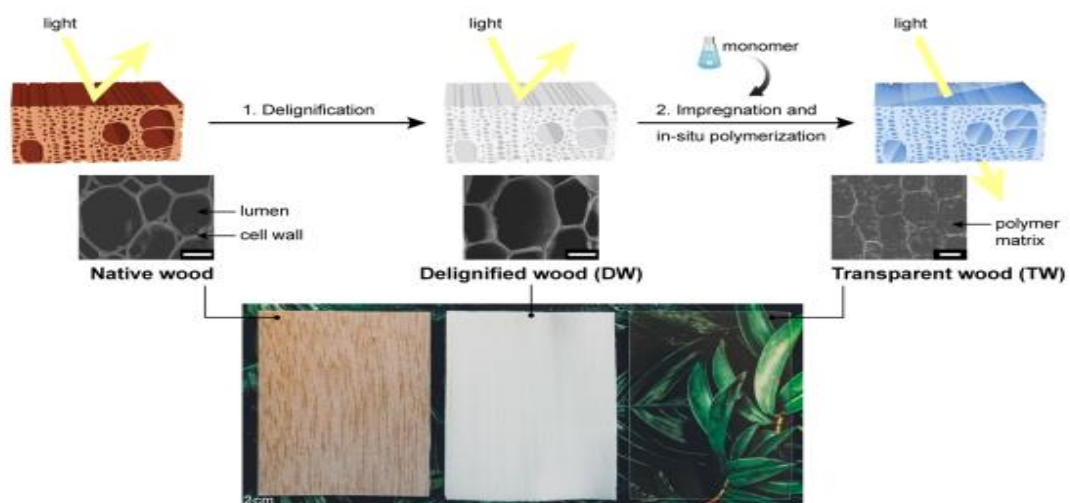 light
light
monomer
light
1. Delignification
2. Impregnation and
in-situ polymerization
lumen
cell wall
polymer
matrix
Native wood
Delignified wood (DW)
Transparent wood (TW)
2cm